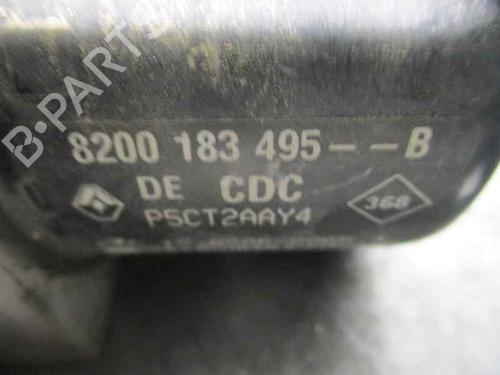 B-PARTS
8200 183 495--B
DE CDC
368
P5CT2AAY4